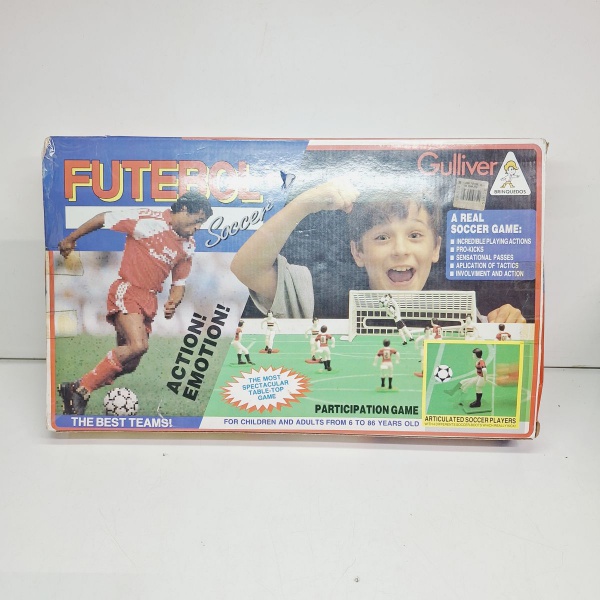 FUTEBOL
Soccer
Gulliver
BRINQUEDOS
A REAL
SOCCER GAME:
INCREDIBLE PLAYING ACTIONS
PRO-KICKS
SENSATIONAL PASSES
APLICATION OF TACTICS
INVOLVIMENT AND ACTION
ACTION!
EMOTION!
THE MOST
SPECTACULAR
TABLE-TOP
GAME
PARTICIPATION GAME
ARTICULATED SOCCER PLAYERS
THE BEST TEAMS!
FOR CHILDREN AND ADULTS FROM 6 TO 86 YEARS OLD